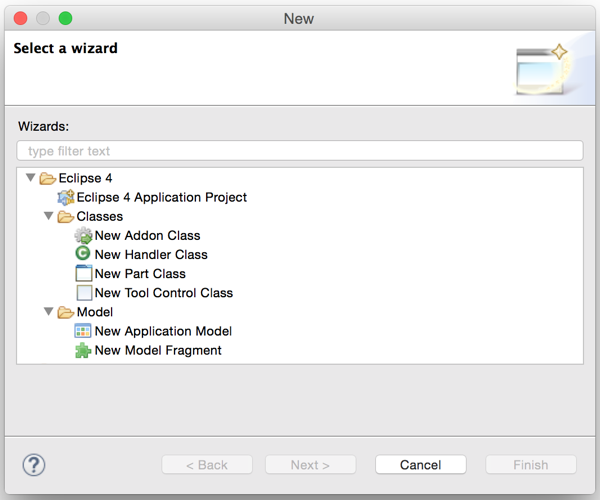 New
Select a wizard
Wizards:
type filter text
Eclipse 4
Eclipse 4 Application Project
Classes
New Addon Class
C New Handler Class
New Part Class
New Tool Control Class
Model
New Application Model
New Model Fragment
? < Back Next > Cancel Finish